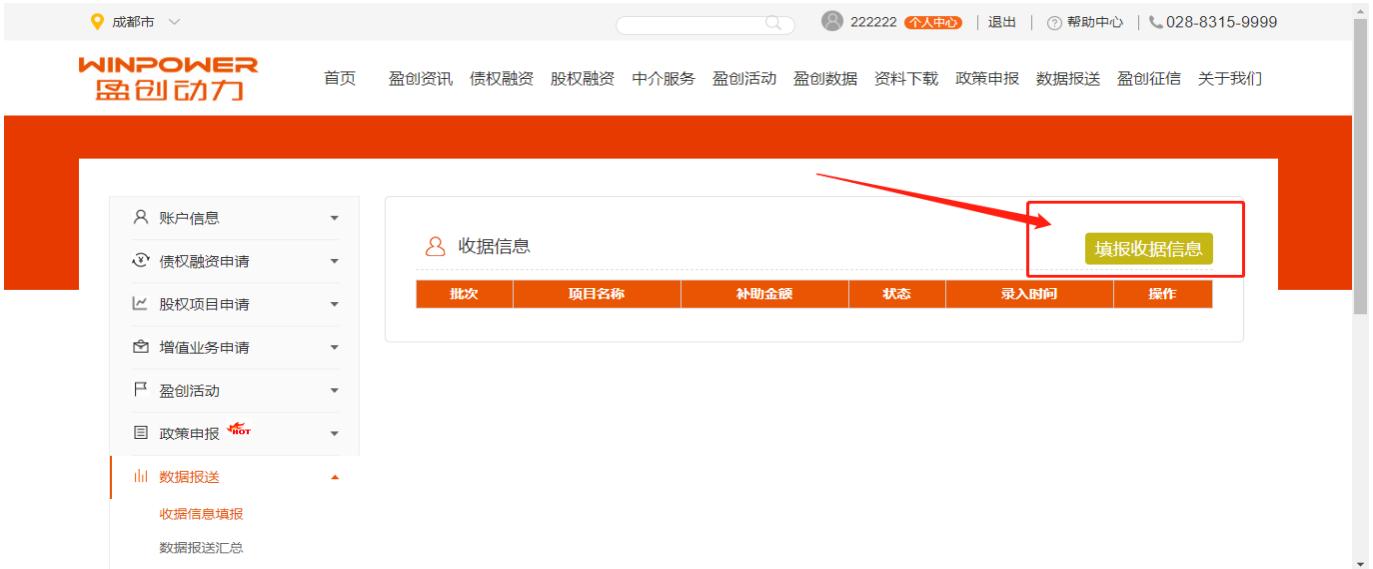 成都市
222222 个人中心 | 退出 | 帮助中心 | 028-8315-9999
WINPOWER
盈创动力
首页 盈创资讯 债权融资 股权融资 中介服务 盈创活动 盈创数据 资料下载 政策申报 数据报送 盈创征信 关于我们
账户信息
债权融资申请
股权项目申请
增值业务申请
盈创活动
政策申报 HOT
数据报送
收据信息填报
数据报送汇总
收据信息
填报收据信息
批次 项目名称 补助金额 状态 录入时间 操作